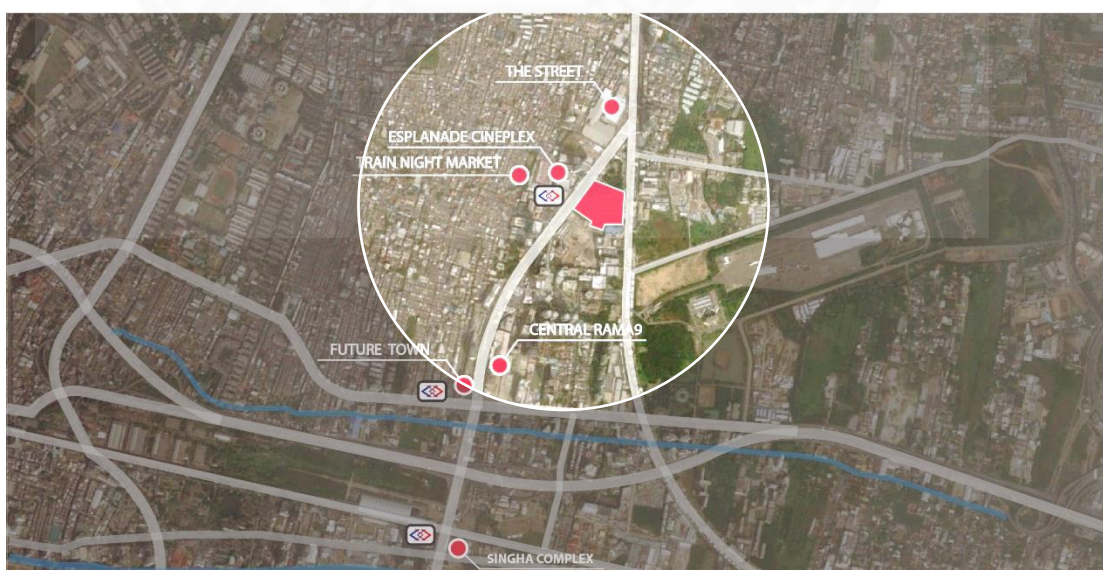 THE STREET
ESPLANADE CINEPLEX
TRAIN NIGHT MARKET
CENTRAL RAMA9
FUTURE TOWN
SINGHA COMPLEX